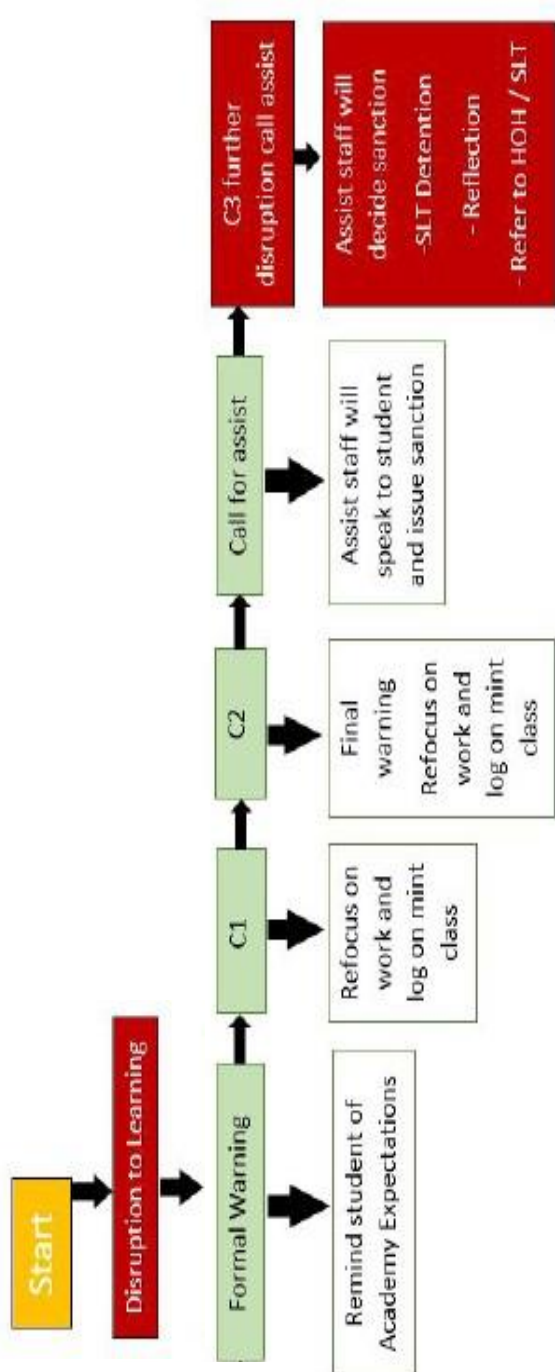 Start
Disruption to Learning
Formal Warning
Remind student of
Academy Expectations
C1
Refocus on
work and
log on mint
class
C2
Final
warning
Refocus on
work and
log on mint
class
Call for assist
Assist staff will
speak to student
and issue sanction
C3 further
disruption call assist
Assist staff will
decide sanction
-SLT Detention
- Reflection
- Refer to HOH / SLT